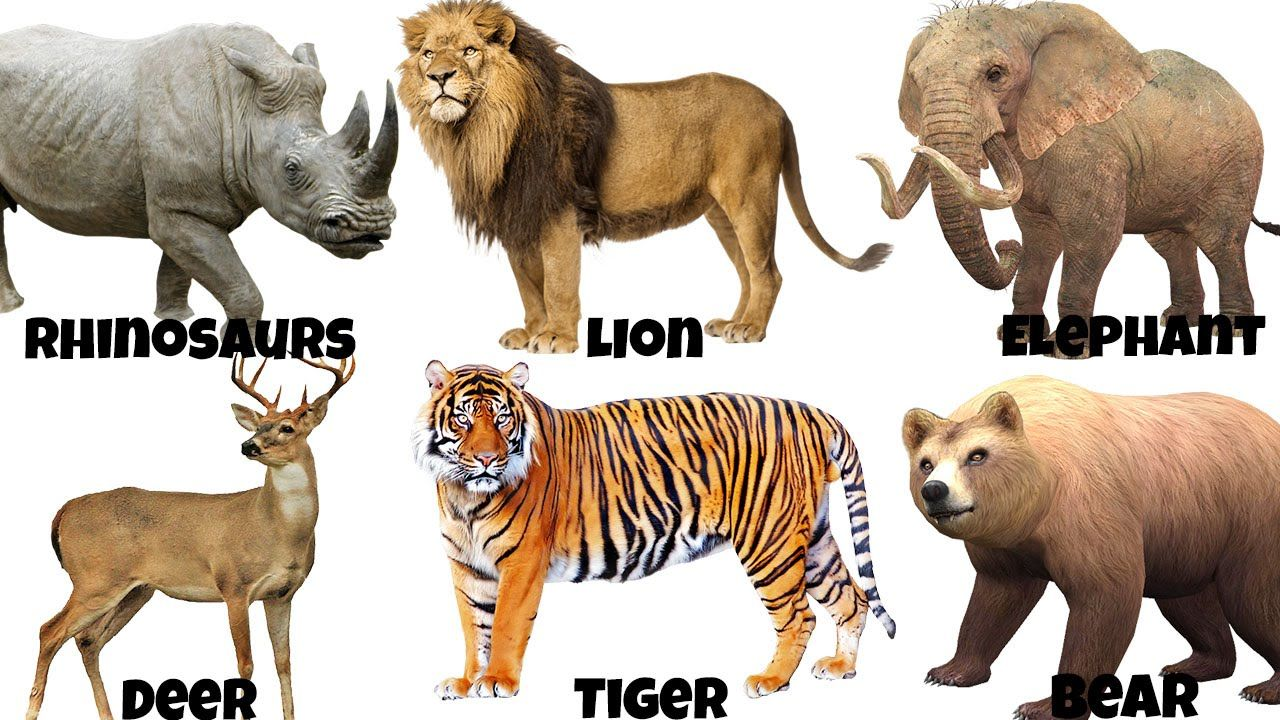 RHINOSAURS
LION
ELEPHANT
DEER
TIGER
BEAR